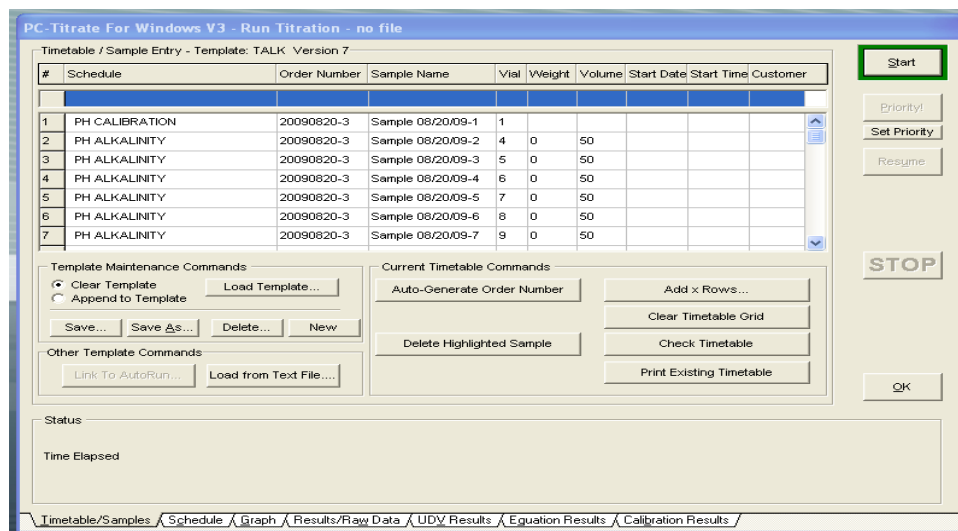 PC-Titrate For Windows V3 - Run Titration - no file
Timetable / Sample Entry - Template: TALK Version 7
# Schedule Order Number Sample Name Vial Weight Volume Start Date Start Time Customer
1 PH CALIBRATION 20090820-3 Sample 08/20/09-1 1
2 PH ALKALINITY 20090820-3 Sample 08/20/09-2 4 0 50
3 PH ALKALINITY 20090820-3 Sample 08/20/09-3 5 0 50
4 PH ALKALINITY 20090820-3 Sample 08/20/09-4 6 0 50
5 PH ALKALINITY 20090820-3 Sample 08/20/09-5 7 0 50
6 PH ALKALINITY 20090820-3 Sample 08/20/09-6 8 0 50
7 PH ALKALINITY 20090820-3 Sample 08/20/09-7 9 0 50
Start
Priority!
Set Priority
Resume
STOP
OK
Template Maintenance Commands
Clear Template
Append to Template
Load Template...
Save... Save As... Delete... New
Other Template Commands
Link To AutoRun... Load from Text File....
Current Timetable Commands
Auto-Generate Order Number
Delete Highlighted Sample
Add x Rows...
Clear Timetable Grid
Check Timetable
Print Existing Timetable
Status
Time Elapsed
Timetable/Samples Schedule Graph Results/Raw Data UDV Results Equation Results Calibration Results